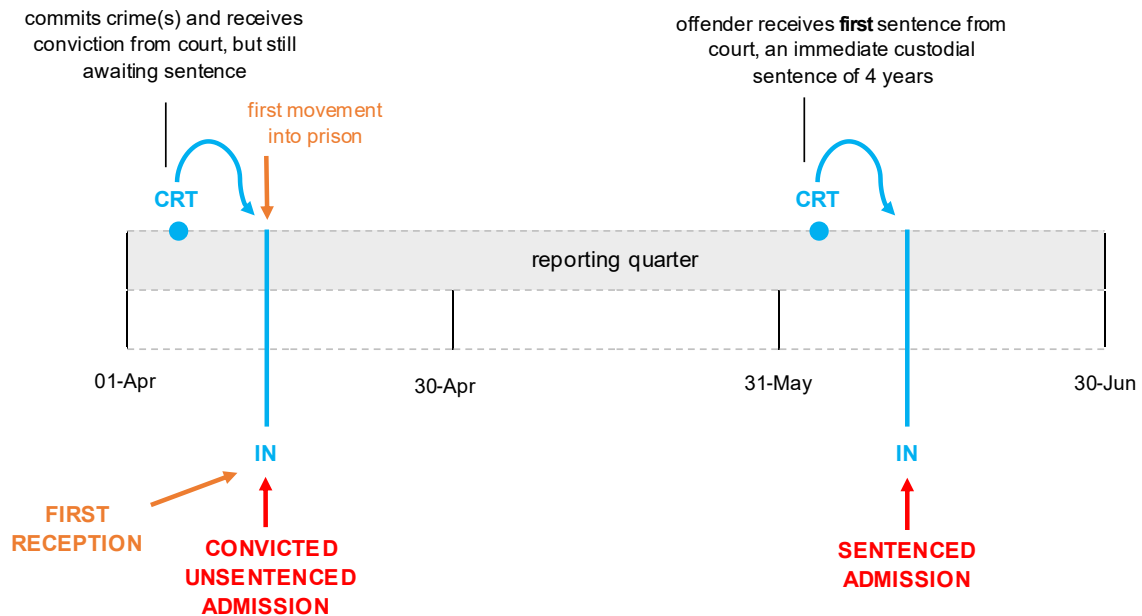 commits crime(s) and receives
conviction from court, but still
awaiting sentence
offender receives first sentence from
court, an immediate custodial
sentence of 4 years
first movement
into prison
CRT
CRT
reporting quarter
01-Apr
30-Apr
31-May
30-Jun
IN
IN
FIRST
RECEPTION
CONVICTED
UNSENTENCED
ADMISSION
SENTENCED
ADMISSION